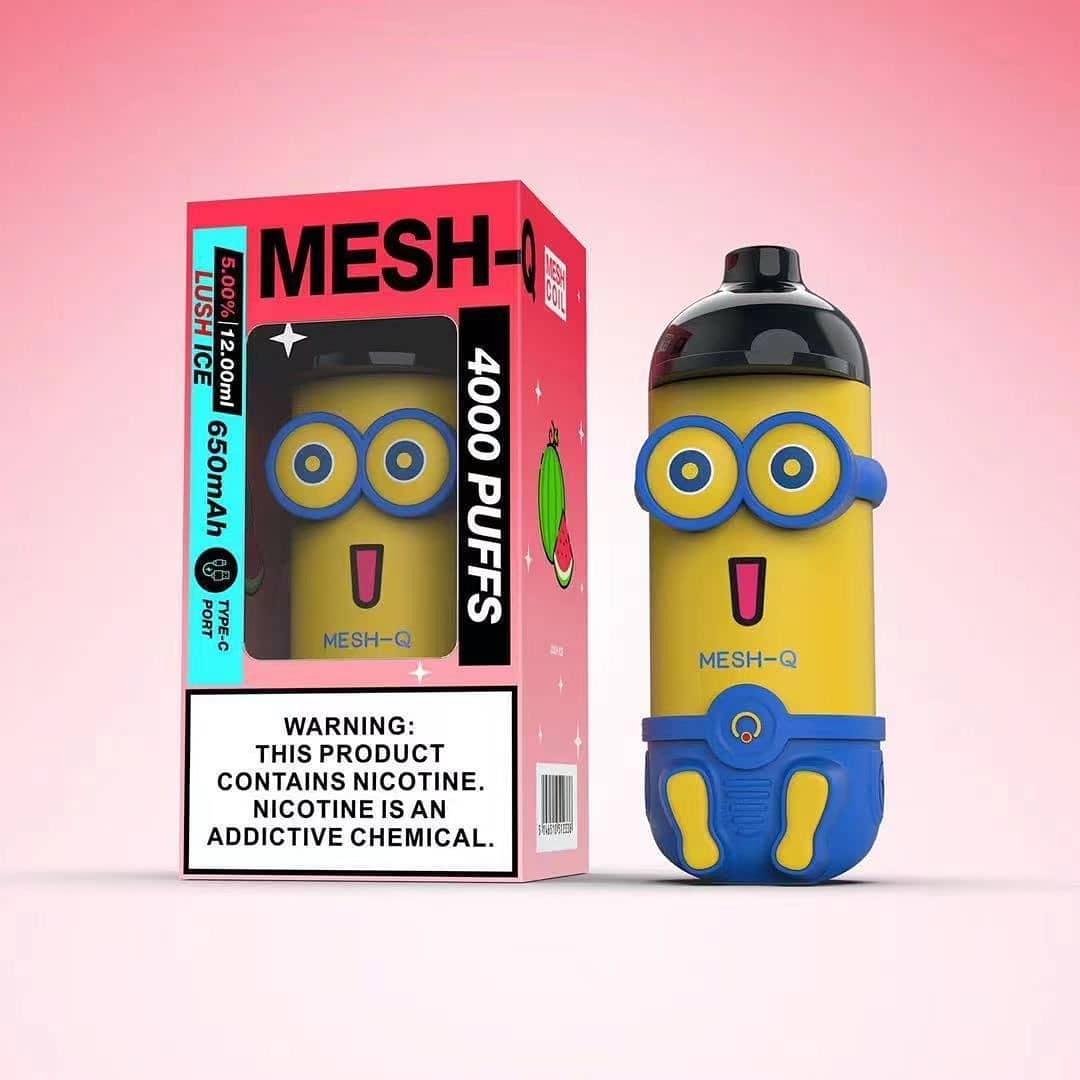 MESH-Q
MESH
COIL
5.00% | 12.00ml
LUSH ICE
650mAh
TYPE-C
PORT
4000 PUFFS
MESH-Q
WARNING:
THIS PRODUCT
CONTAINS NICOTINE.
NICOTINE IS AN
ADDICTIVE CHEMICAL.
MESH-Q